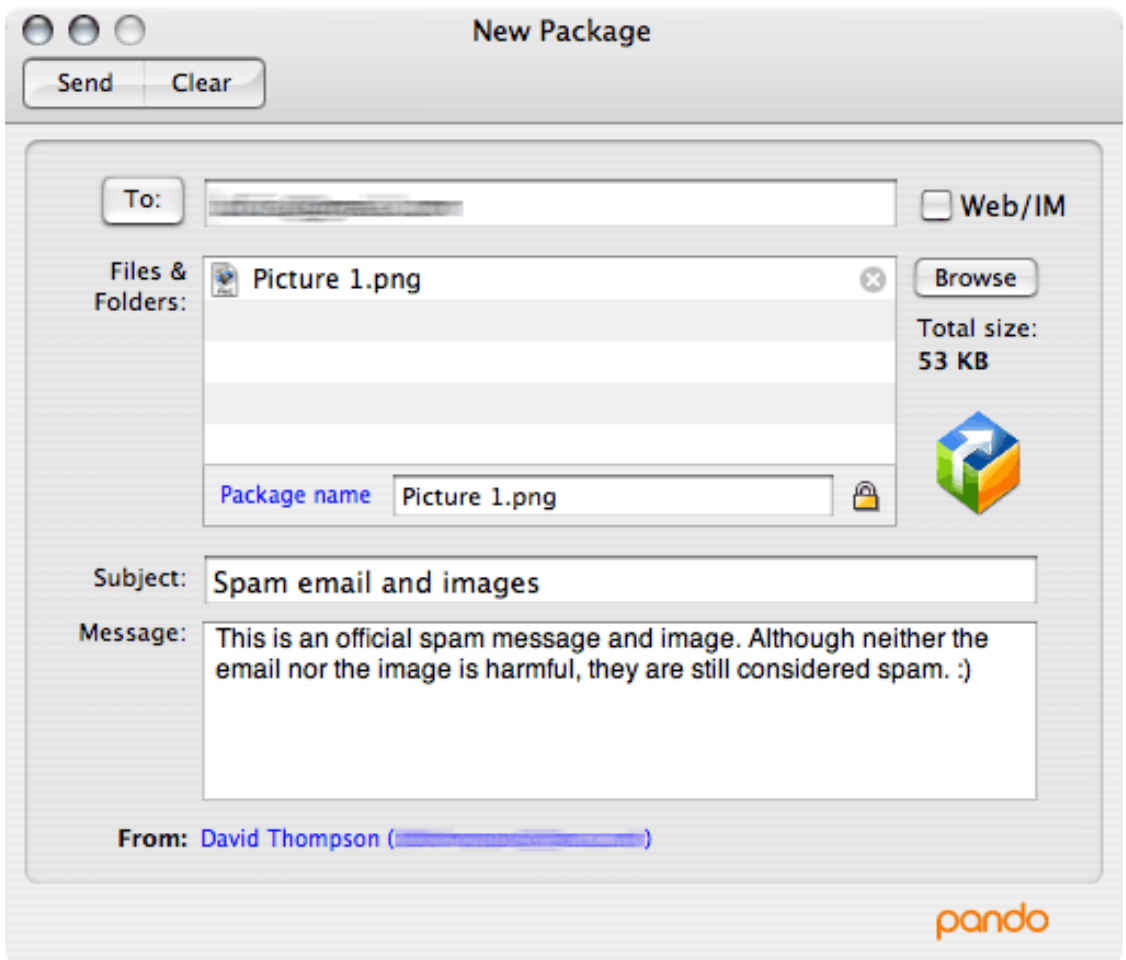 New Package
Send Clear
To:
Web/IM
Files &
Folders:
Picture 1.png
Browse
Total size:
53 KB
Package name Picture 1.png
Subject: Spam email and images
Message: This is an official spam message and image. Although neither the
email nor the image is harmful, they are still considered spam. :)
From: David Thompson ( )
pando